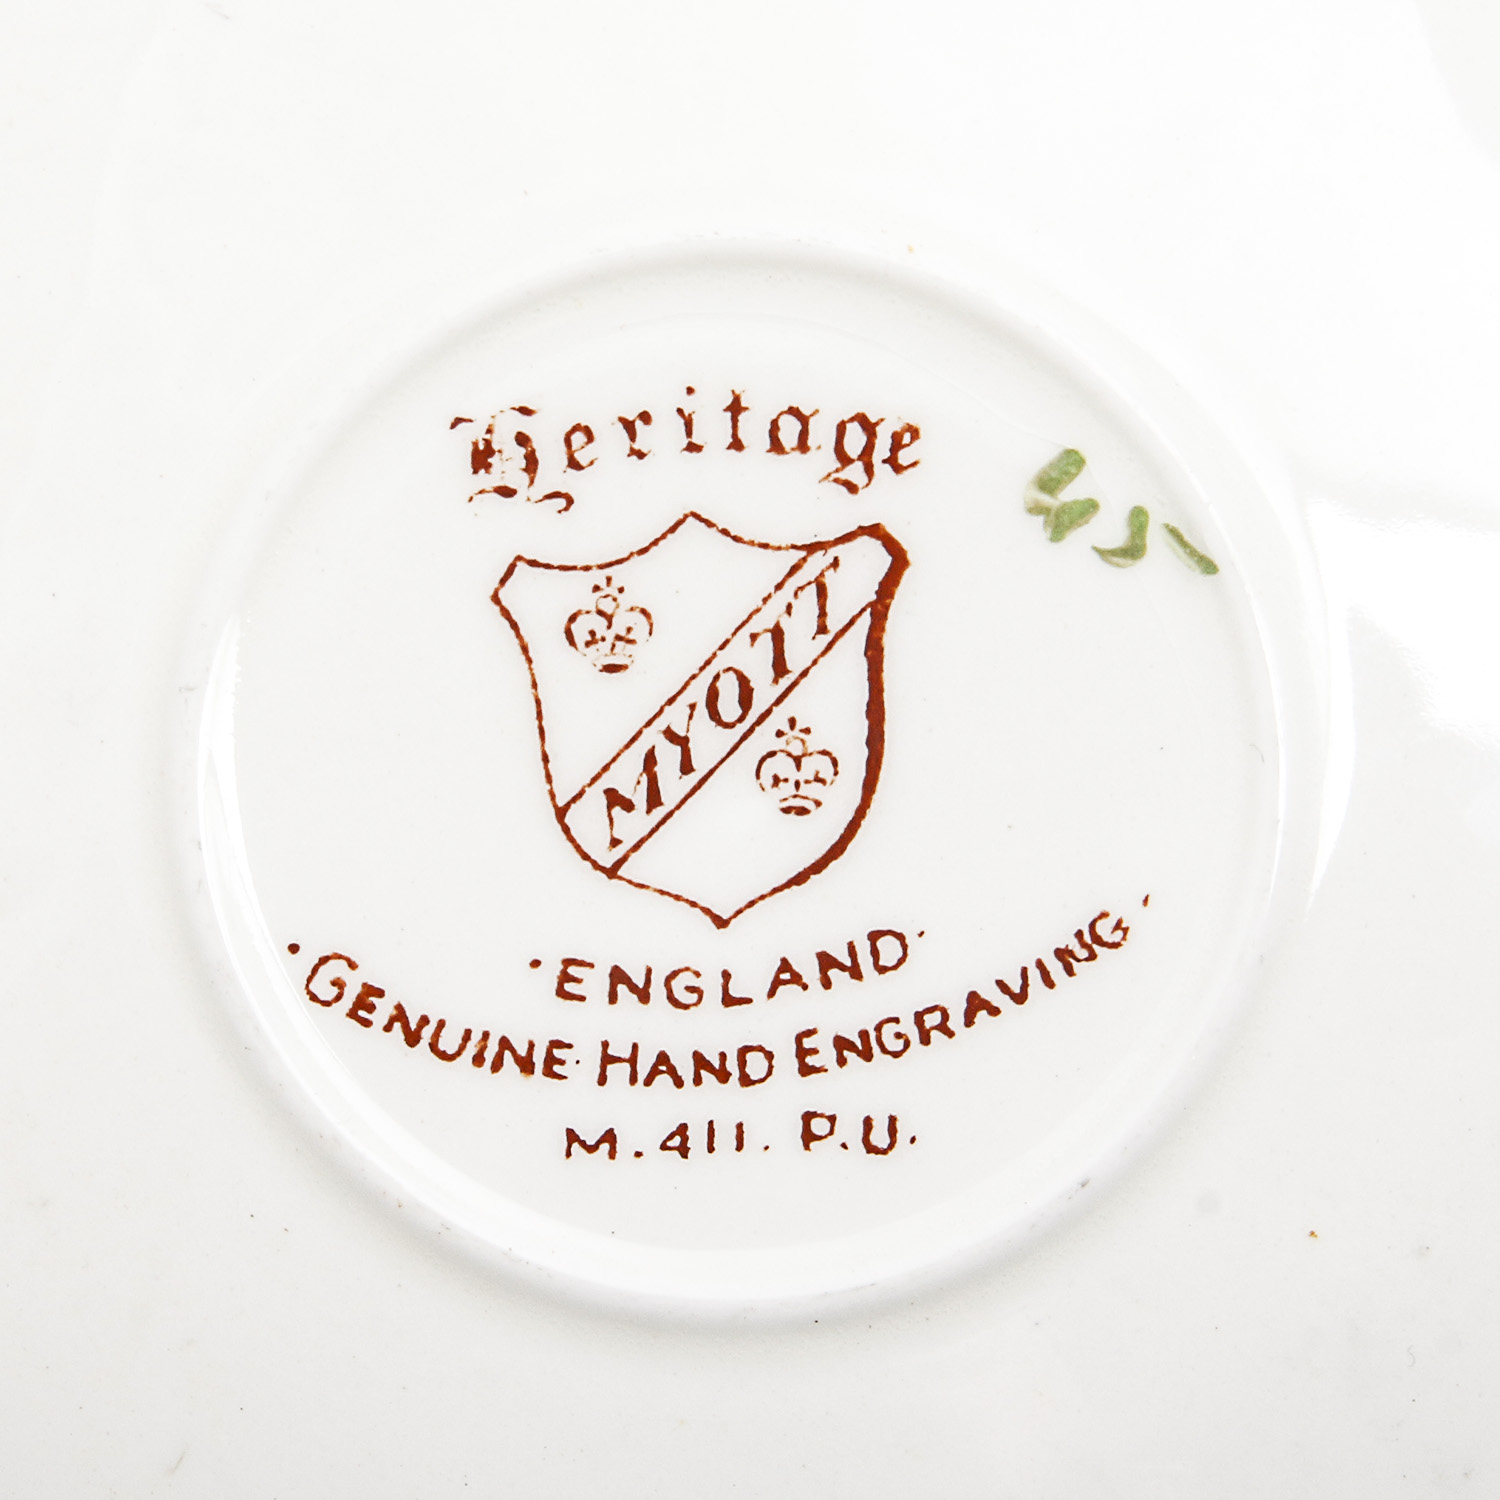 Heritage
MYOTT
·ENGLAND·
·GENUINE·HAND ENGRAVING·
M.411. P.U.